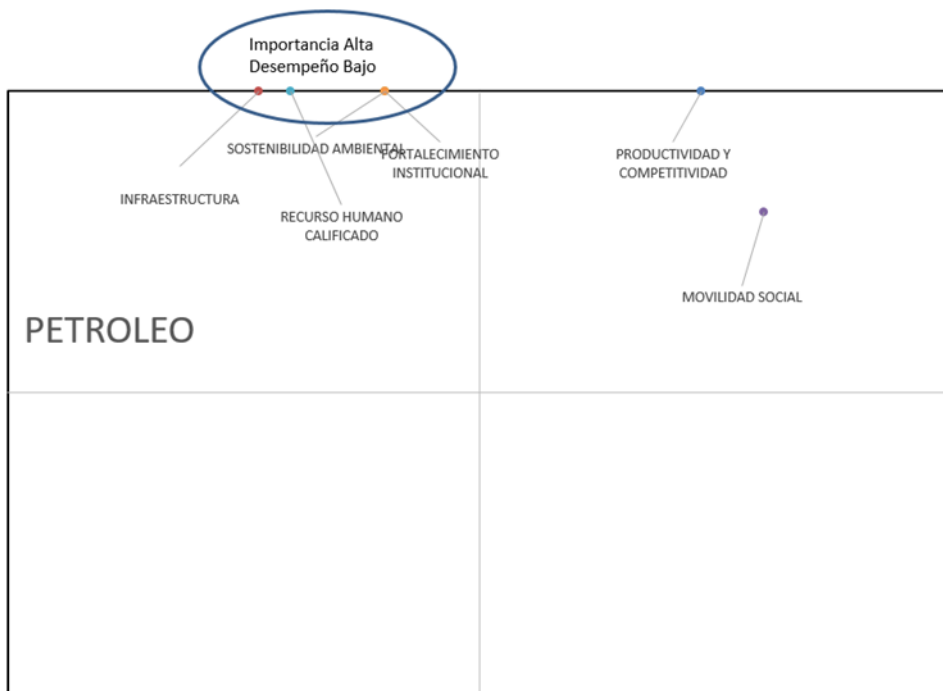 Importancia Alta
Desempeño Bajo
SOSTENIBILIDAD AMBIENTAL
FORTALECIMIENTO
INSTITUCIONAL
PRODUCTIVIDAD Y
COMPETITIVIDAD
INFRAESTRUCTURA
RECURSO HUMANO
CALIFICADO
MOVILIDAD SOCIAL
PETROLEO